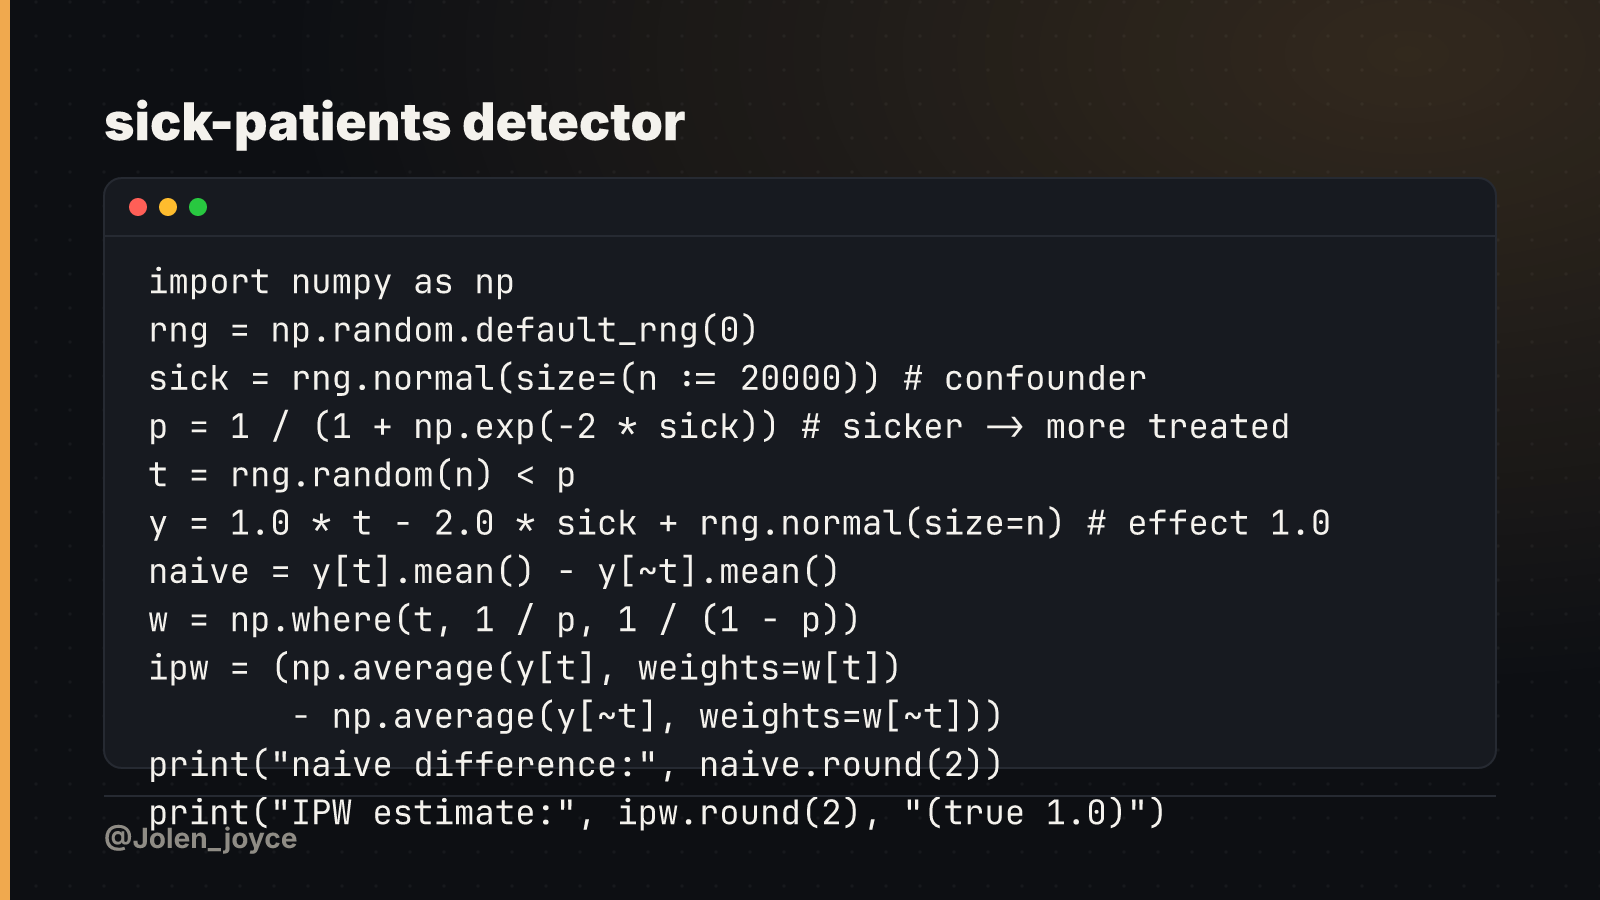 sick-patients detector
import numpy as np
rng = np.random.default_rng(0)
sick = rng.normal(size=(n := 20000)) # confounder
p = 1 / (1 + np.exp(-2 * sick)) # sicker -> more treated
t = rng.random(n) < p
y = 1.0 * t - 2.0 * sick + rng.normal(size=n) # effect 1.0
naive = y[t].mean() - y[~t].mean()
w = np.where(t, 1 / p, 1 / (1 - p))
ipw = (np.average(y[t], weights=w[t])
       - np.average(y[~t], weights=w[~t]))
print("naive difference:", naive.round(2))
print("IPW estimate:", ipw.round(2), "(true 1.0)")
@Jolen_joyce